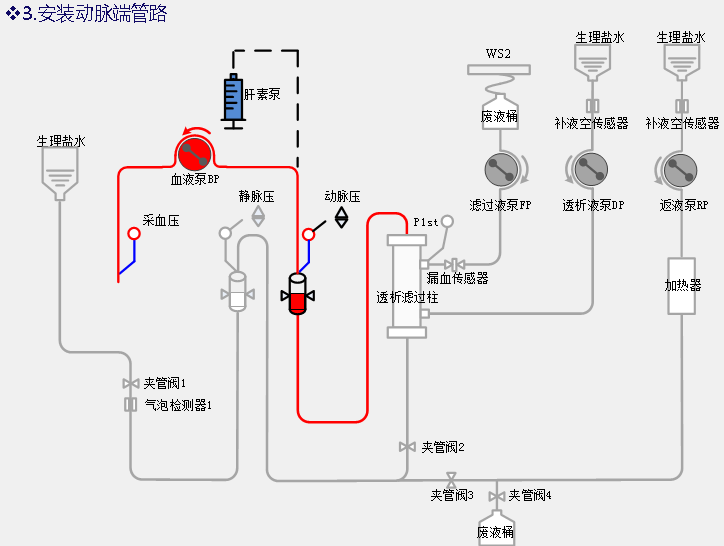 ❖3.安装动脉端管路
生理盐水
生理盐水
WS2
肝素泵
废液桶
补液空传感器
补液空传感器
生理盐水
血液泵BP
静脉压
动脉压
滤过液泵FP
透析液泵DP
返液泵RP
采血压
P1st
漏血传感器
加热器
透析滤过柱
夹管阀1
气泡检测器1
夹管阀2
夹管阀3
夹管阀4
废液桶